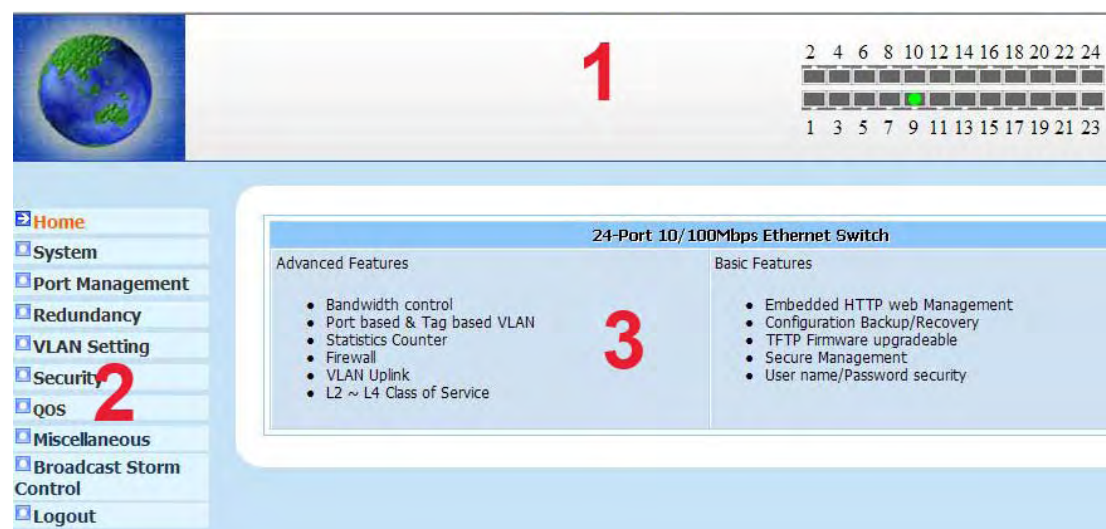 1
2 4 6 8 10 12 14 16 18 20 22 24
1 3 5 7 9 11 13 15 17 19 21 23
Home
System
Port Management
Redundancy
VLAN Setting
Security
QOS
Miscellaneous
Broadcast Storm
Control
Logout
2
24-Port 10/100Mbps Ethernet Switch
Advanced Features
Bandwidth control
Port based & Tag based VLAN
Statistics Counter
Firewall
VLAN Uplink
L2 ~ L4 Class of Service
3
Basic Features
Embedded HTTP web Management
Configuration Backup/Recovery
TFTP Firmware upgradeable
Secure Management
User name/Password security